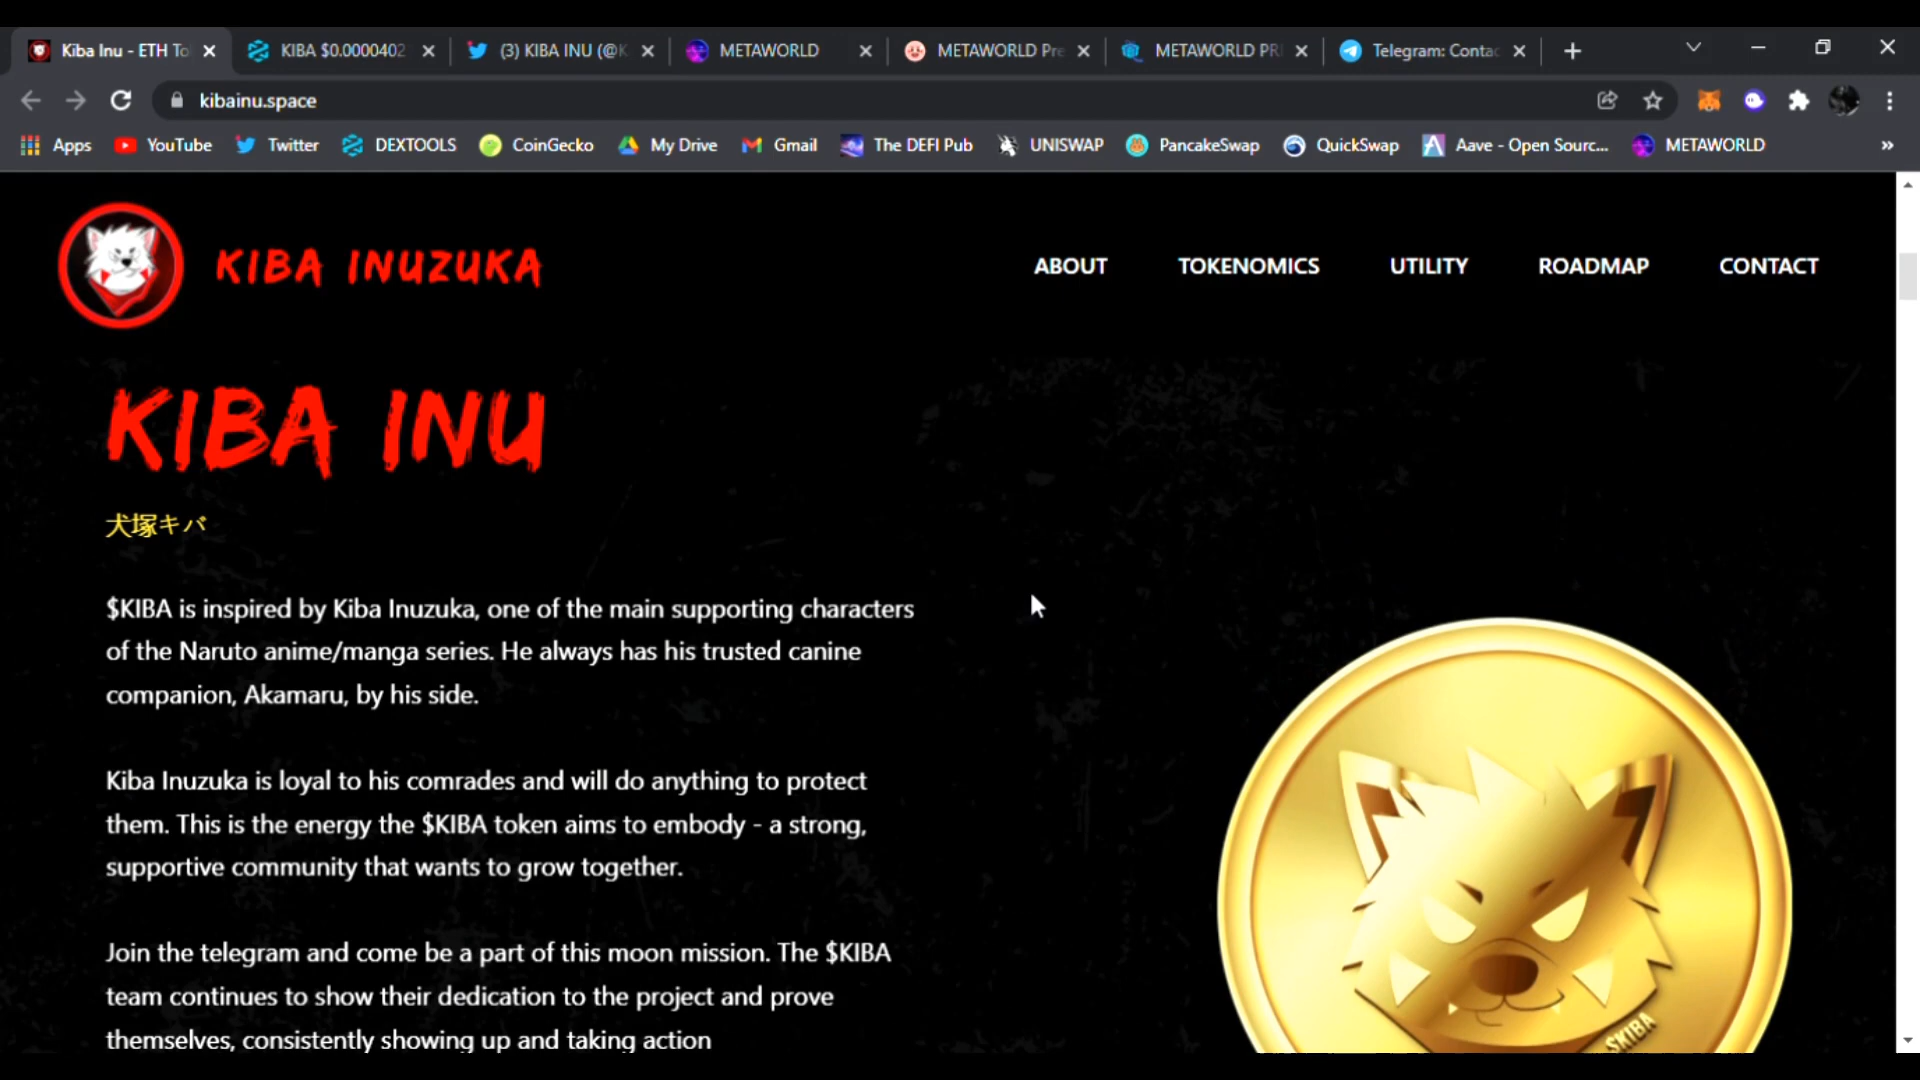 Kiba Inu - ETH To
KIBA $0.0000402
(3) KIBA INU (@K
METAWORLD
METAWORLD Pre
METAWORLD PRI
Telegram: Contac
kibainu.space
Apps
YouTube
Twitter
DEXTOOLS
CoinGecko
My Drive
Gmail
The DEFI Pub
UNISWAP
PancakeSwap
QuickSwap
Aave - Open Sourc...
METAWORLD
»
KIBA INUZUKA
ABOUT
TOKENOMICS
UTILITY
ROADMAP
CONTACT
KIBA INU
犬塚キバ
$KIBA is inspired by Kiba Inuzuka, one of the main supporting characters
of the Naruto anime/manga series. He always has his trusted canine
companion, Akamaru, by his side.
Kiba Inuzuka is loyal to his comrades and will do anything to protect
them. This is the energy the $KIBA token aims to embody - a strong,
supportive community that wants to grow together.
Join the telegram and come be a part of this moon mission. The $KIBA
team continues to show their dedication to the project and prove
themselves, consistently showing up and taking action
$KIBA